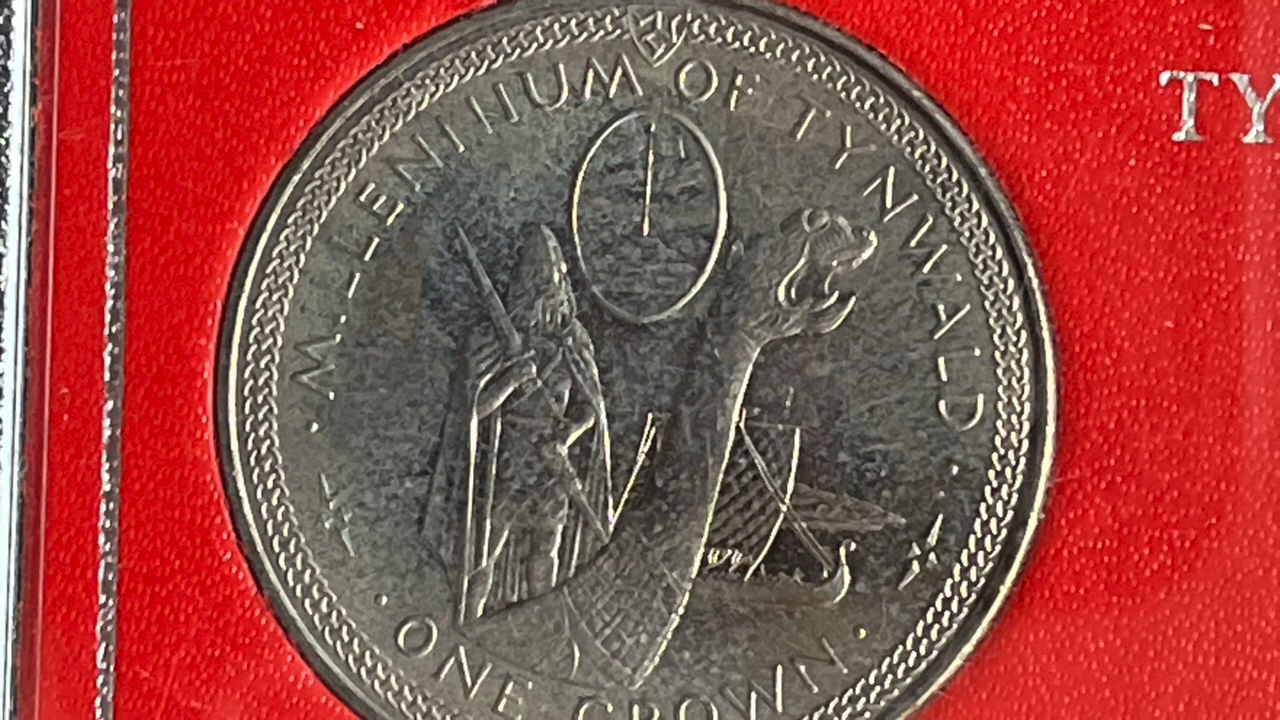 · MILLENNIUM OF TYNWALD ·
· ONE CROWN ·
TY